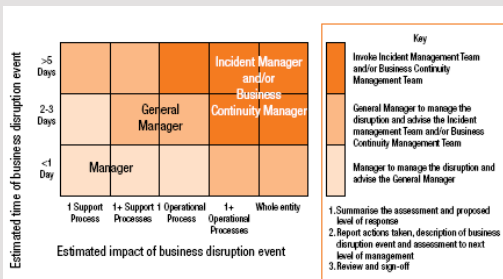 Estimated time of business disruption event
>5
Days
2-3
Days
<1
Day
Incident Manager
and/or
Business
Continuity Manager
General
Manager
Manager
1 Support
Process
1+ Support
Processes
1 Operational
Process
1+
Operational
Processes
Whole entity
Estimated impact of business disruption event
Key
Invoke Incident Management Team
and/or Business Continuity
Management Team
General Manager to manage the
disruption and advise the Incident
management Team and/or Business
Continuity Management Team
Manager to manage the disruption and
advise the General Manager
1.Summarise the assessment and proposed
level of response
2.Report actions taken, description of business
disruption event and assessment to next
level of management
3.Review and sign-off